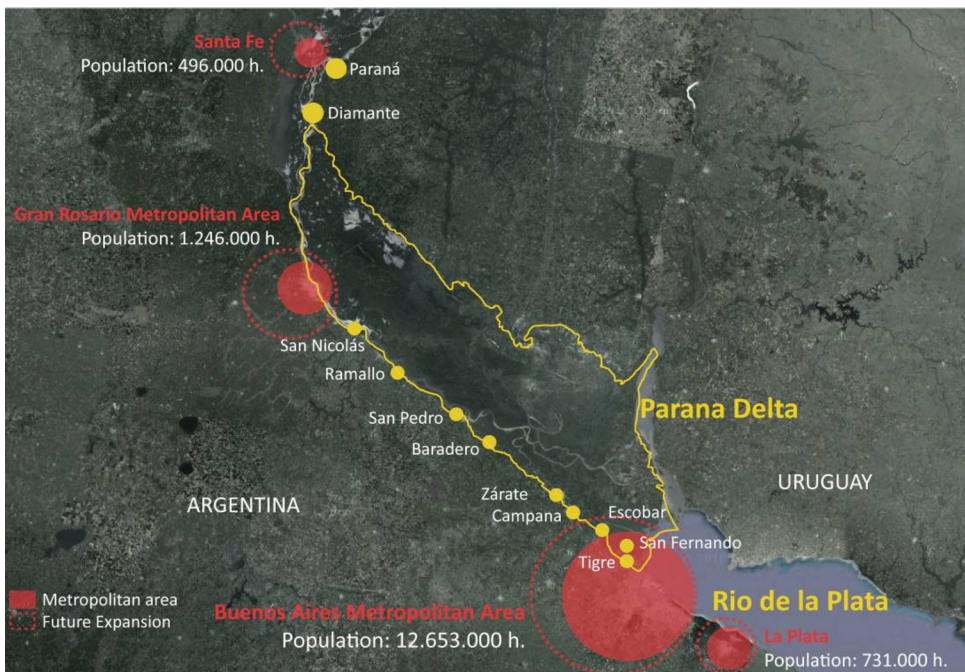 Santa Fe
Population: 496.000 h.
Paraná
Diamante
Gran Rosario Metropolitan Area
Population: 1.246.000 h.
San Nicolás
Ramallo
San Pedro
Parana Delta
Baradero
URUGUAY
ARGENTINA
Zárate
Campana
Escobar
San Fernando
Tigre
Metropolitan area
Future Expansion
Buenos Aires Metropolitan Area
Population: 12.653.000 h.
Rio de la Plata
La Plata
Population: 731.000 h.